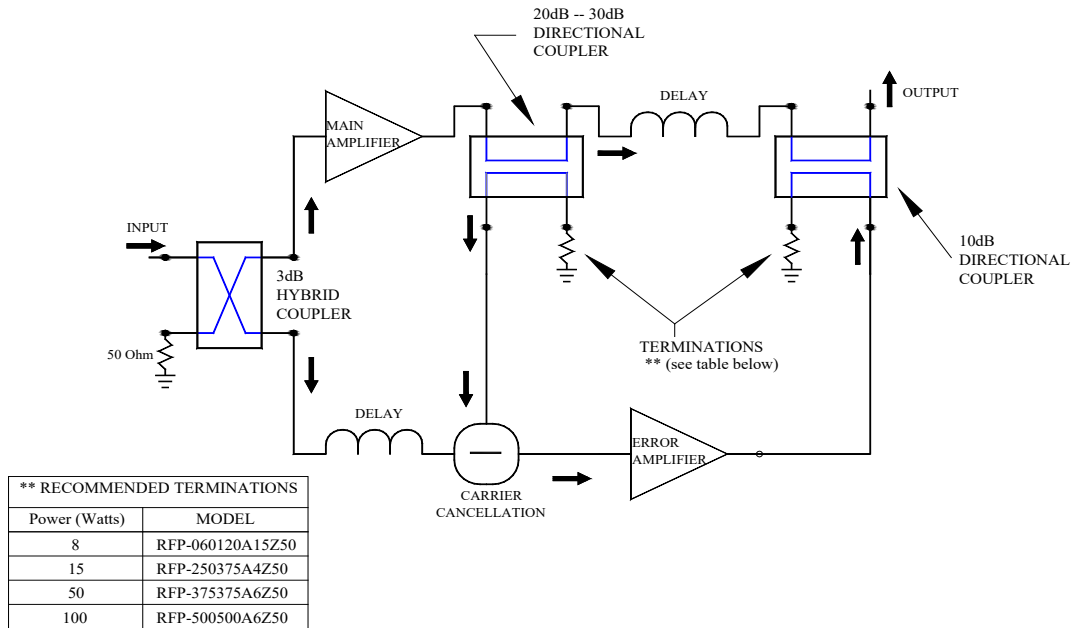 20dB -- 30dB
DIRECTIONAL
COUPLER
DELAY
OUTPUT
MAIN
AMPLIFIER
INPUT
3dB
HYBRID
COUPLER
10dB
DIRECTIONAL
COUPLER
50 Ohm
TERMINATIONS
** (see table below)
DELAY
ERROR
AMPLIFIER
CARRIER
CANCELLATION
** RECOMMENDED TERMINATIONS
Power (Watts) MODEL
8 RFP-060120A15Z50
15 RFP-250375A4Z50
50 RFP-375375A6Z50
100 RFP-500500A6Z50